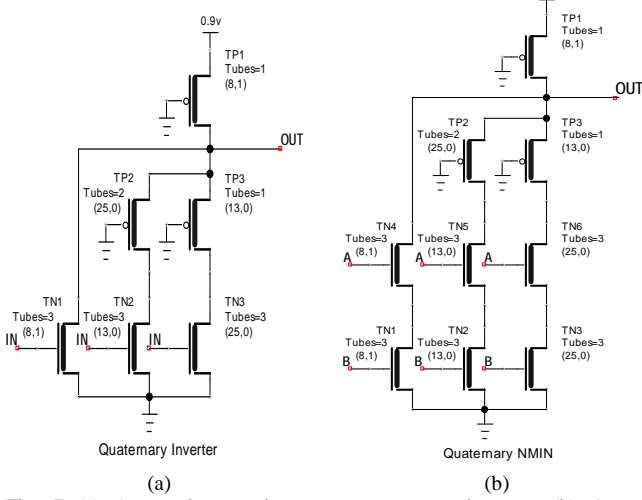 0.9v
TP1
Tubes=1
(8,1)
OUT
TP2
Tubes=2
(25,0)
TP3
Tubes=1
(13,0)
TN1
Tubes=3
(8,1)
IN
TN2
Tubes=3
(13,0)
IN
TN3
Tubes=3
(25,0)
IN
Quaternary Inverter
(a)
TP1
Tubes=1
(8,1)
OUT
TP2
Tubes=2
(25,0)
TP3
Tubes=1
(13,0)
TN4
Tubes=3
(8,1)
A
TN5
Tubes=3
(13,0)
A
TN6
Tubes=3
(25,0)
A
TN1
Tubes=3
(8,1)
B
TN2
Tubes=3
(13,0)
B
TN3
Tubes=3
(25,0)
B
Quaternary NMIN
(b)